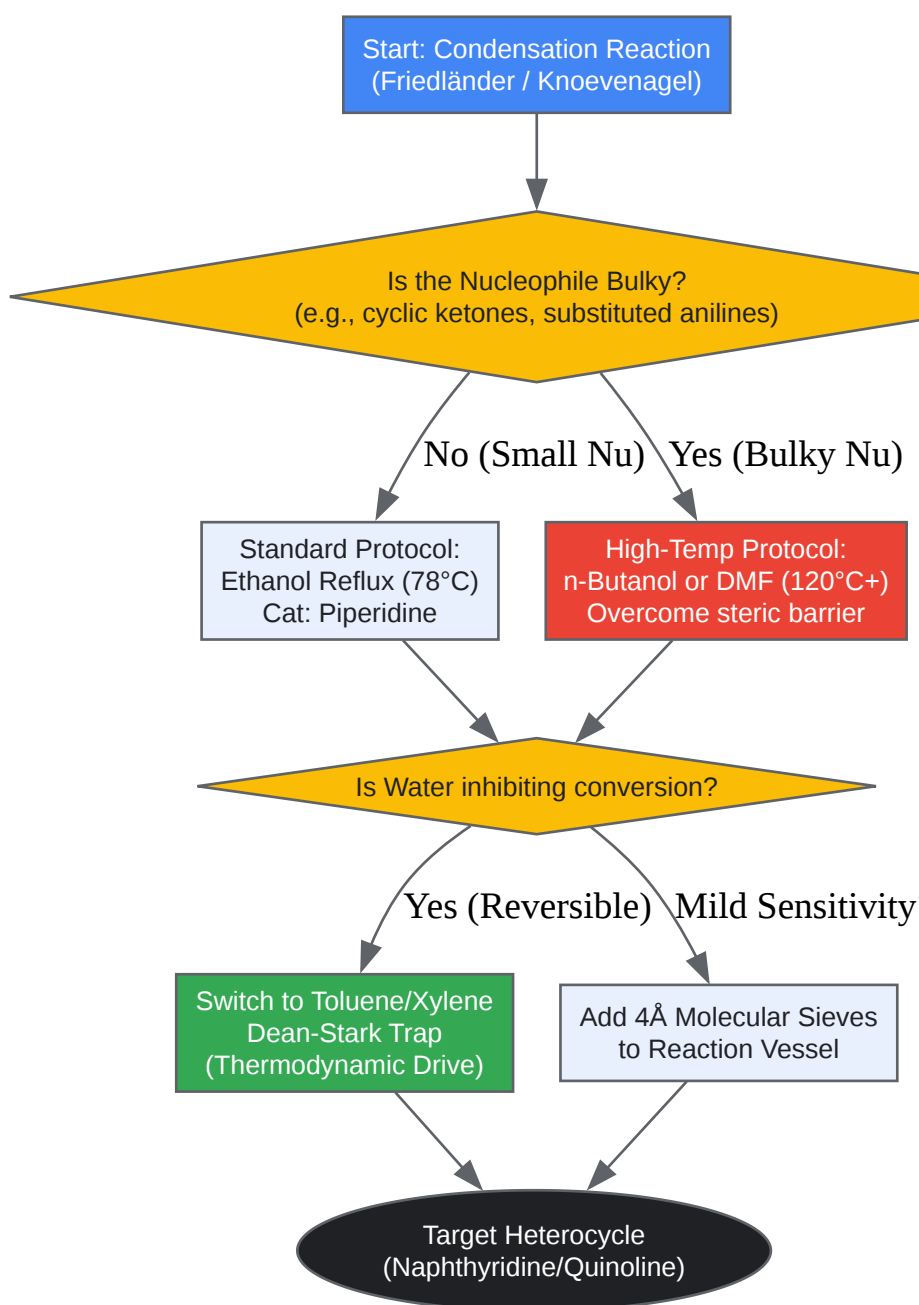 Start: Condensation Reaction
(Friedländer / Knoevenagel)
Is the Nucleophile Bulky?
(e.g., cyclic ketones, substituted anilines)
No (Small Nu)
Yes (Bulky Nu)
Standard Protocol:
Ethanol Reflux (78°C)
Cat: Piperidine
High-Temp Protocol:
n-Butanol or DMF (120°C+)
Overcome steric barrier
Is Water inhibiting conversion?
Yes (Reversible)
Mild Sensitivity
Switch to Toluene/Xylene
Dean-Stark Trap
(Thermodynamic Drive)
Add 4Å Molecular Sieves
to Reaction Vessel
Target Heterocycle
(Naphthyridine/Quinoline)